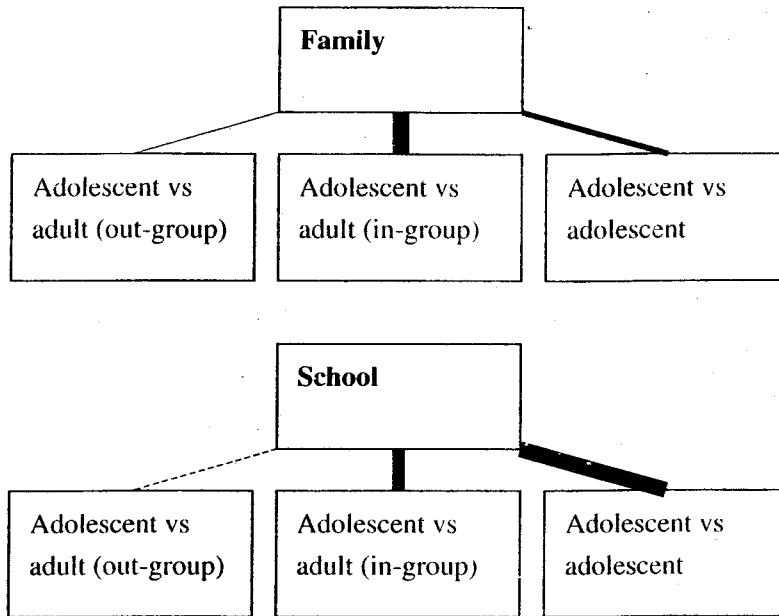 Family
Adolescent vs
adult (out-group)
Adolescent vs
adult (in-group)
Adolescent vs
adolescent
School
Adolescent vs
adult (out-group)
Adolescent vs
adult (in-group)
Adolescent vs
adolescent